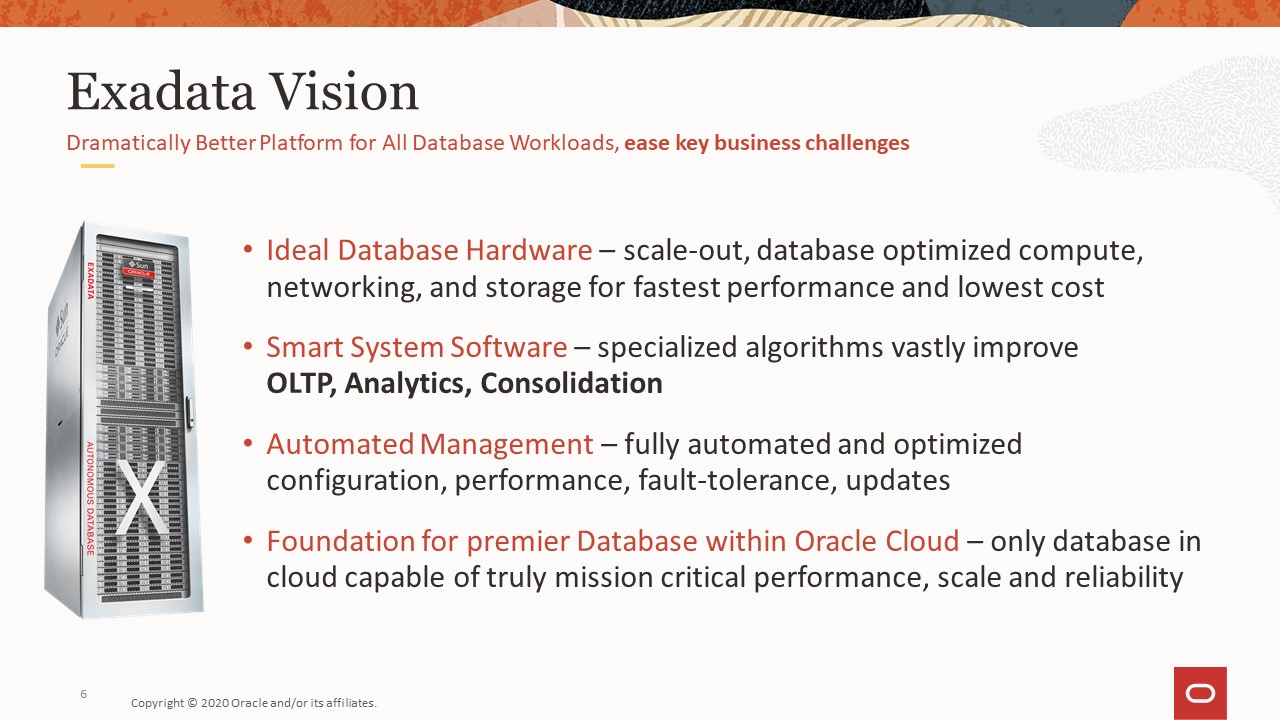 Exadata Vision
Dramatically Better Platform for All Database Workloads, ease key business challenges
• Ideal Database Hardware – scale-out, database optimized compute,
networking, and storage for fastest performance and lowest cost
• Smart System Software – specialized algorithms vastly improve
OLTP, Analytics, Consolidation
• Automated Management – fully automated and optimized
configuration, performance, fault-tolerance, updates
• Foundation for premier Database within Oracle Cloud – only database in
cloud capable of truly mission critical performance, scale and reliability
EXADATA
Sun
ORACLE
Sun
ORACLE
X
AUTONOMOUS DATABASE
6
Copyright © 2020 Oracle and/or its affiliates.